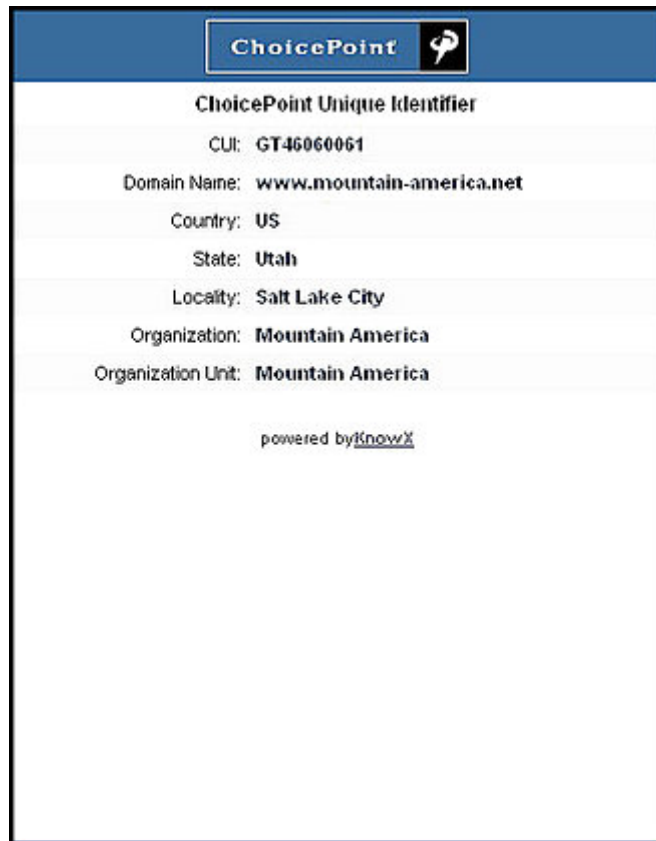 ChoicePoint
ChoicePoint Unique Identifier
CUI: GT46060061
Domain Name: www.mountain-america.net
Country: US
State: Utah
Locality: Salt Lake City
Organization: Mountain America
Organization Unit: Mountain America
powered byKnowX